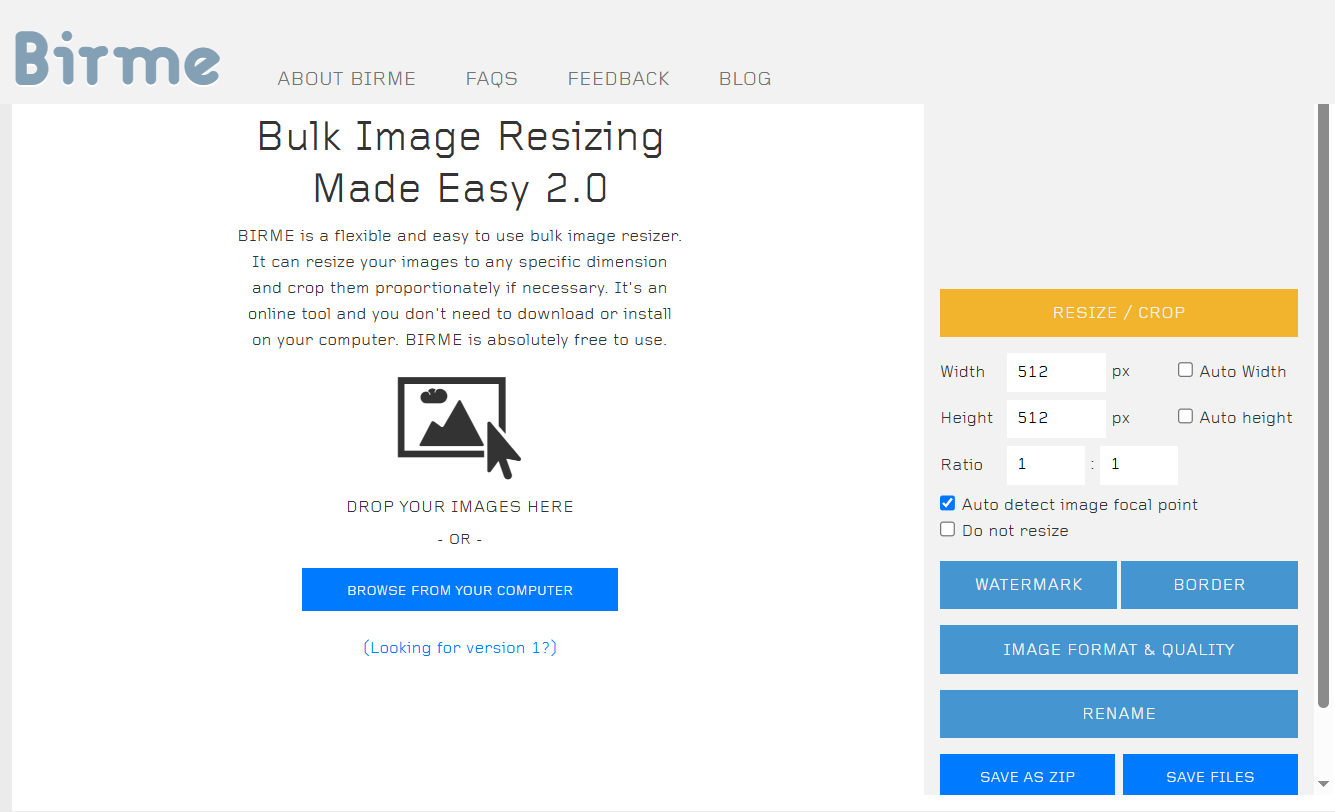 Birme
ABOUT BIRME
FAQS
FEEDBACK
BLOG
Bulk Image Resizing
Made Easy 2.0
BIRME is a flexible and easy to use bulk image resizer.
It can resize your images to any specific dimension
and crop them proportionately if necessary. It's an
online tool and you don't need to download or install
on your computer. BIRME is absolutely free to use.
DROP YOUR IMAGES HERE
- OR -
BROWSE FROM YOUR COMPUTER
(Looking for version 1?)
RESIZE / CROP
Width 512 px Auto Width
Height 512 px Auto height
Ratio 1 : 1
Auto detect image focal point
Do not resize
WATERMARK
BORDER
IMAGE FORMAT & QUALITY
RENAME
SAVE AS ZIP
SAVE FILES